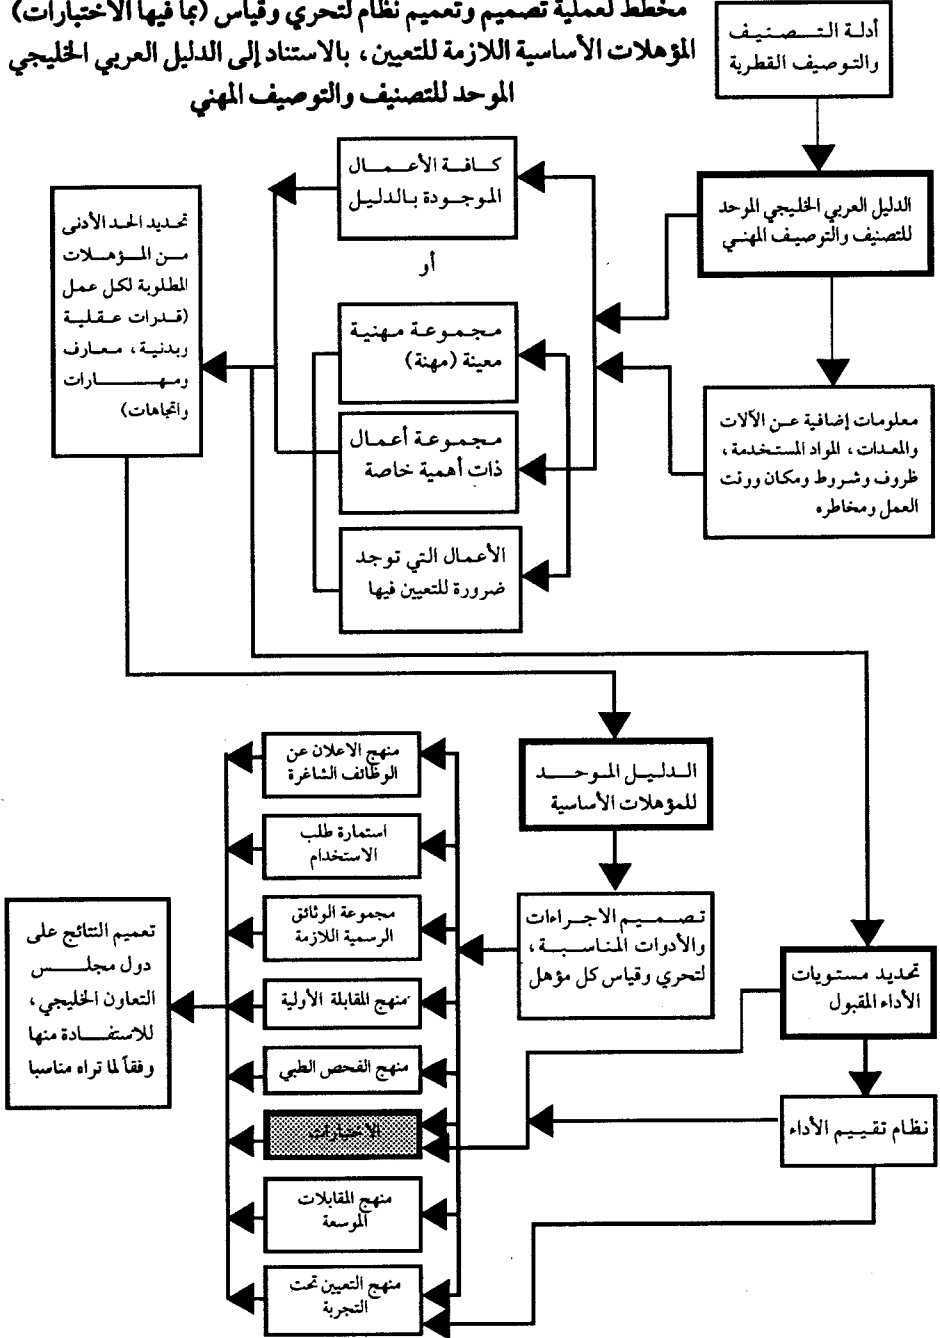 مخطط لعملية تصميم وتعميم نظام لتحري وقياس (بما فيها الاختبارات)
المؤهلات الأساسية اللازمة للتعيين، بالاستناد إلى الدليل العربي الخليجي
الموحد للتصنيف والتوصيف المهني
أدلة التصنيف
والتوصيف القطرية
الدليل العربي الخليجي الموحد
للتصنيف والتوصيف المهني
معلومات إضافية عن الآلات
والمعدات، المواد المستخدمة،
ظروف وشروط ومكان ووقت
العمل ومخاطره
كافة الأعمال
الموجودة بالدليل
أو
مجموعة مهنية
معينة (مهنة)
مجموعة أعمال
ذات أهمية خاصة
الأعمال التي توجد
ضرورة للتعيين فيها
تحديد الحد الأدنى
من المؤهلات
المطلوبة لكل عمل
(قدرات عقلية
وبدنية، معارف
ومهارات
واتجاهات)
الدليل الموحد
للمؤهلات الأساسية
تصميم الاجراءات
والأدوات المناسبة،
لتحري وقياس كل مؤهل
تحديد مستويات
الأداء المقبول
نظام تقييم الأداء
منهج الاعلان عن
الوظائف الشاغرة
استمارة طلب
الاستخدام
مجموعة الوثائق
الرسمية اللازمة
منهج المقابلة الأولية
منهج الفحص الطبي
الاختبارات
منهج المقابلات
الموسعة
منهج التعيين تحت
التجربة
تعميم النتائج على
دول مجلس
التعاون الخليجي،
للاستفادة منها
وفقاً لما تراه مناسبا